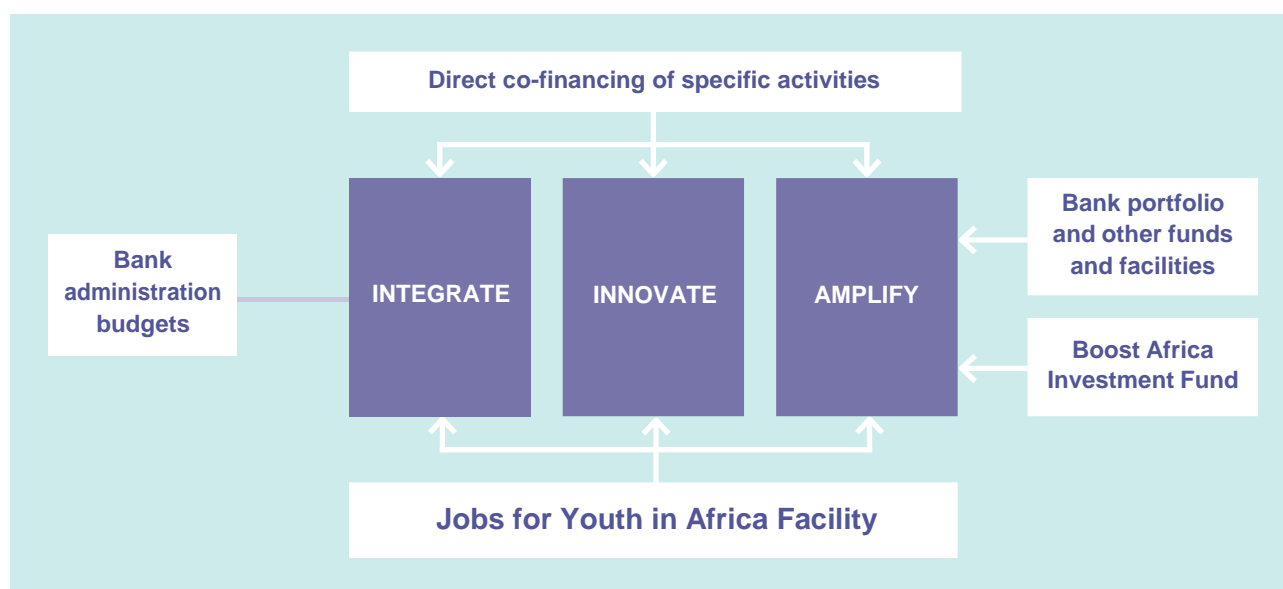 Direct co-financing of specific activities
Bank
administration
budgets
INTEGRATE
INNOVATE
AMPLIFY
Bank portfolio
and other funds
and facilities
Boost Africa
Investment Fund
Jobs for Youth in Africa Facility